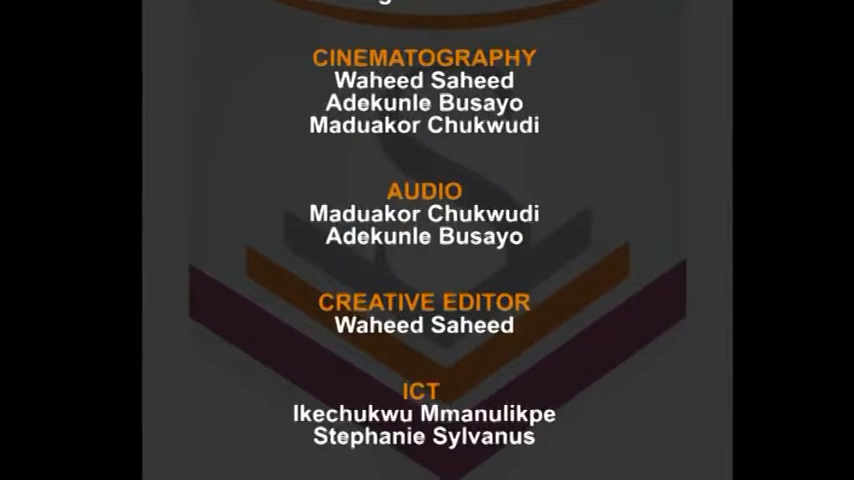 CINEMATOGRAPHY
Waheed Saheed
Adekunle Busayo
Maduakor Chukwudi
AUDIO
Maduakor Chukwudi
Adekunle Busayo
CREATIVE EDITOR
Waheed Saheed
ICT
Ikechukwu Mmanulikpe
Stephanie Sylvanus